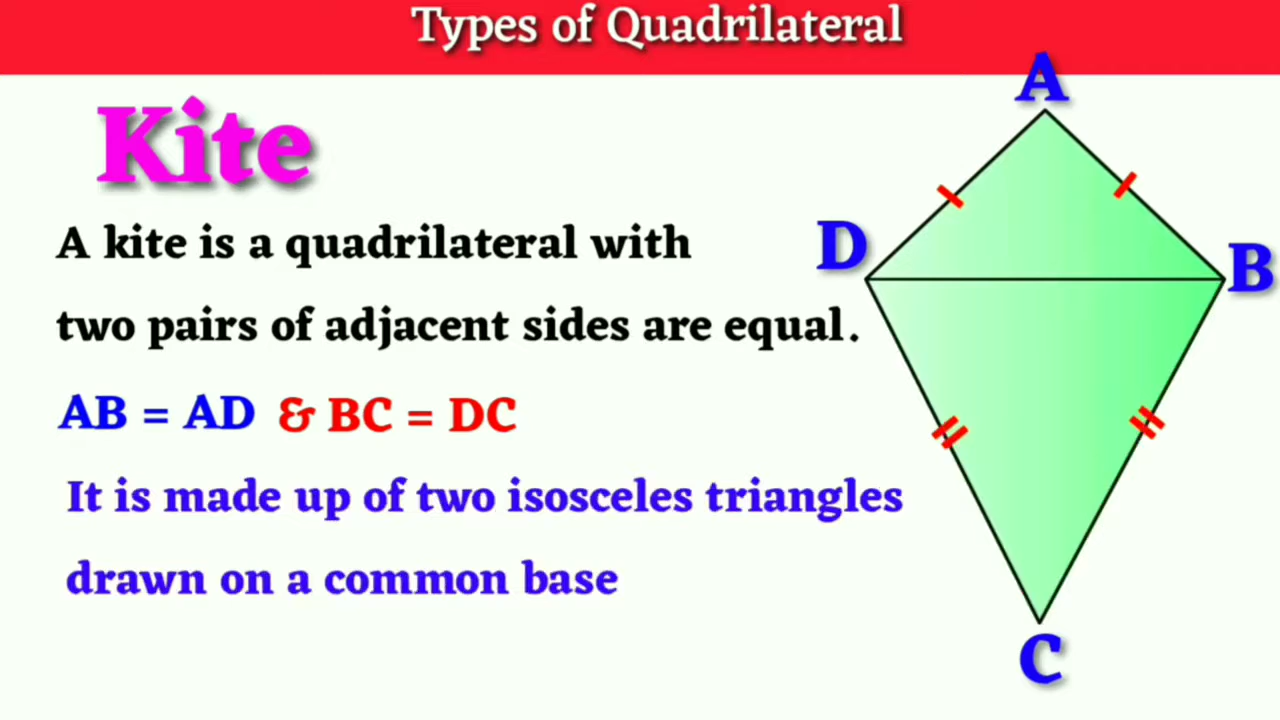 Types of Quadrilateral
Kite
A kite is a quadrilateral with
two pairs of adjacent sides are equal.
AB = AD & BC = DC
It is made up of two isosceles triangles
drawn on a common base
A
D
B
C